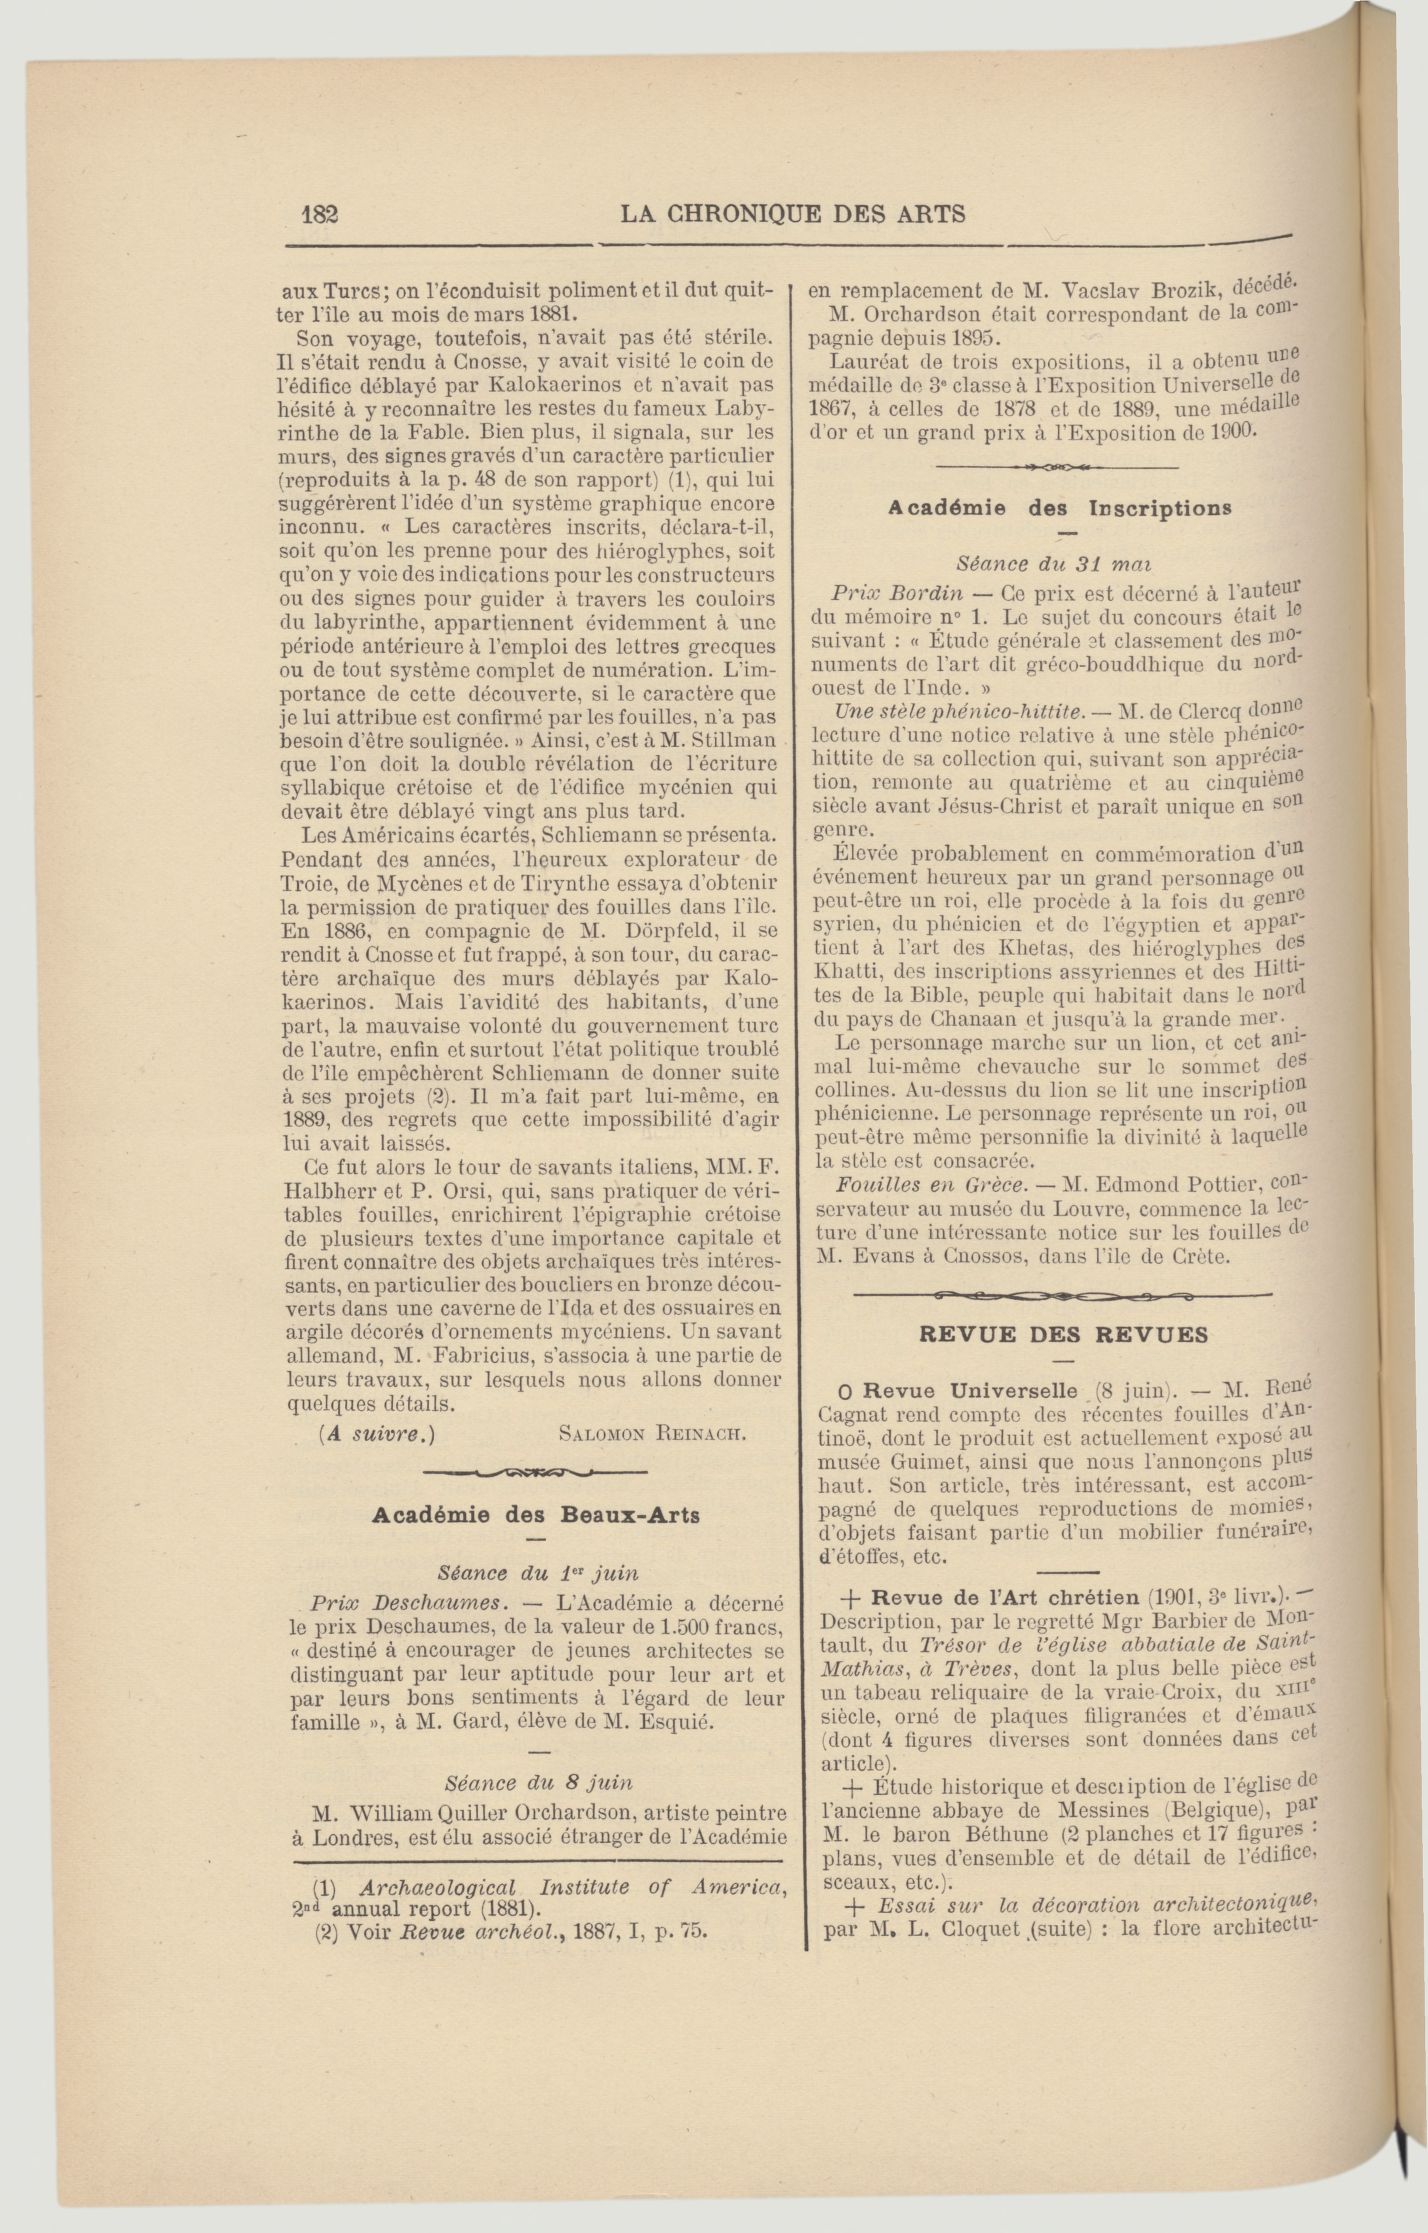 182
LA CHRONIQUE DES ARTS
aux Turcs; on l'éconduisit poliment et il dut quit-
ter l'île au mois de mars 1881.
Son voyage, toutefois, n'avait pas été stérile.
Il s'était rendu à Cnosse, y avait visité le coin de
l'édifice déblayé par Kalokaerinos et n'avait pas
hésité à y reconnaître les restes du fameux Laby-
rinthe de la Fable. Bien plus, il signala, sur les
murs, des signes gravés d'un caractère particulier
(reproduits à la p. 48 de son rapport) (1), qui lui
suggérèrent l'idée d'un système graphique encore
inconnu. « Les caractères inscrits, déclara-t-il,
soit qu'on les prenne pour des hiéroglyphes, soit
qu'on y voie des indications pour les constructeurs
ou des signes pour guider à travers les couloirs
du labyrinthe, appartiennent évidemment à une
période antérieure à l'emploi des lettres grecques
ou de tout système complet de numération. L'im-
portance de cette découverte, si le caractère que
je lui attribue est confirmé par les fouilles, n'a pas
besoin d'être soulignée. » Ainsi, c'est à M. Stillman
que l'on doit la double révélation de l'écriture
syllabique crétoise et de l'édifice mycénien qui
devait être déblayé vingt ans plus tard.
Les Américains écartés, Schliemann se présenta.
Pendant des années, l'heureux explorateur de
Troie, de Mycènes et de Tirynthe essaya d'obtenir
la permission de pratiquer des fouilles dans l'île.
En 1886, en compagnie de M. Dörpfeld, il se
rendit à Cnosse et fut frappé, à son tour, du carac-
tère archaïque des murs déblayés par Kalo-
kaerinos. Mais l'avidité des habitants, d'une
part, la mauvaise volonté du gouvernement turc
de l'autre, enfin et surtout l'état politique troublé
de l'île empêchèrent Schliemann de donner suite
à ses projets (2). Il m'a fait part lui-même, en
1889, des regrets que cette impossibilité d'agir
lui avait laissés.
Ce fut alors le tour de savants italiens, MM. F.
Halbherr et P. Orsi, qui, sans pratiquer de véri-
tables fouilles, enrichirent l'épigraphie crétoise
de plusieurs textes d'une importance capitale et
firent connaître des objets archaïques très intéres-
sants, en particulier des boucliers en bronze décou-
verts dans une caverne de l'Ida et des ossuaires en
argile décorés d'ornements mycéniens. Un savant
allemand, M. Fabricius, s'associa à une partie de
leurs travaux, sur lesquels nous allons donner
quelques détails.
(A suivre.) SALOMON REINACH.
Académie des Beaux-Arts
Séance du 1er juin
Prix Deschaumes. — L'Académie a décerné
le prix Deschaumes, de la valeur de 1.500 francs,
« destiné à encourager de jeunes architectes se
distinguant par leur aptitude pour leur art et
par leurs bons sentiments à l'égard de leur
famille », à M. Gard, élève de M. Esquié.
Séance du 8 juin
M. William Quiller Orchardson, artiste peintre
à Londres, est élu associé étranger de l'Académie
(1) Archaeological Institute of America,
2nd annual report (1881).
(2) Voir Revue archéol., 1887, I, p. 75.
en remplacement de M. Vacslav Brozik, décédé.
M. Orchardson était correspondant de la com-
pagnie depuis 1895.
Lauréat de trois expositions, il a obtenu une
médaille de 3e classe à l'Exposition Universelle de
1867, à celles de 1878 et de 1889, une médaille
d'or et un grand prix à l'Exposition de 1900.
Académie des Inscriptions
Séance du 31 mai
Prix Bordin — Ce prix est décerné à l'auteur
du mémoire n° 1. Le sujet du concours était le
suivant : « Étude générale et classement des mo-
numents de l'art dit gréco-bouddhique du nord-
ouest de l'Inde. »
Une stèle phénico-hittite. — M. de Clercq donne
lecture d'une notice relative à une stèle phénico-
hittite de sa collection qui, suivant son apprécia-
tion, remonte au quatrième et au cinquième
siècle avant Jésus-Christ et paraît unique en son
genre.
Élevée probablement en commémoration d'un
événement heureux par un grand personnage ou
peut-être un roi, elle procède à la fois du genre
syrien, du phénicien et de l'égyptien et appar-
tient à l'art des Khetas, des hiéroglyphes des
Khatti, des inscriptions assyriennes et des Hitti-
tes de la Bible, peuple qui habitait dans le nord
du pays de Chanaan et jusqu'à la grande mer.
Le personnage marche sur un lion, et cet ani-
mal lui-même chevauche sur le sommet des
collines. Au-dessus du lion se lit une inscription
phénicienne. Le personnage représente un roi, ou
peut-être même personnifie la divinité à laquelle
la stèle est consacrée.
Fouilles en Grèce. — M. Edmond Pottier, con-
servateur au musée du Louvre, commence la lec-
ture d'une intéressante notice sur les fouilles de
M. Evans à Cnossos, dans l'île de Crète.
REVUE DES REVUES
O Revue Universelle (8 juin). — M. René
Cagnat rend compte des récentes fouilles d'An-
tinoë, dont le produit est actuellement exposé au
musée Guimet, ainsi que nous l'annonçons plus
haut. Son article, très intéressant, est accom-
pagné de quelques reproductions de momies,
d'objets faisant partie d'un mobilier funéraire,
d'étoffes, etc.
+ Revue de l'Art chrétien (1901, 3e livr.). —
Description, par le regretté Mgr Barbier de Mon-
tault, du Trésor de l'église abbatiale de Saint-
Mathias, à Trèves, dont la plus belle pièce est
un tabeau reliquaire de la vraie-Croix, du XIIIe
siècle, orné de plaques filigranées et d'émaux
(dont 4 figures diverses sont données dans cet
article).
+ Étude historique et description de l'église de
l'ancienne abbaye de Messines (Belgique), par
M. le baron Béthune (2 planches et 17 figures :
plans, vues d'ensemble et de détail de l'édifice,
sceaux, etc.).
+ Essai sur la décoration architectonique,
par M. L. Cloquet (suite) : la flore architectu-